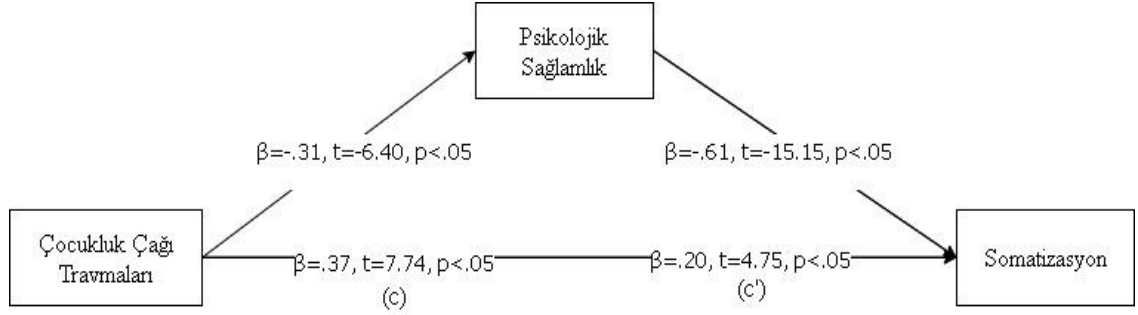 Psikolojik
Sağlamlık
β=-.31, t=-6.40, p<.05
β=-.61, t=-15.15, p<.05
Çocukluk Çağı
Travmaları
β=.37, t=7.74, p<.05
(c)
β=.20, t=4.75, p<.05
(c')
Somatizasyon